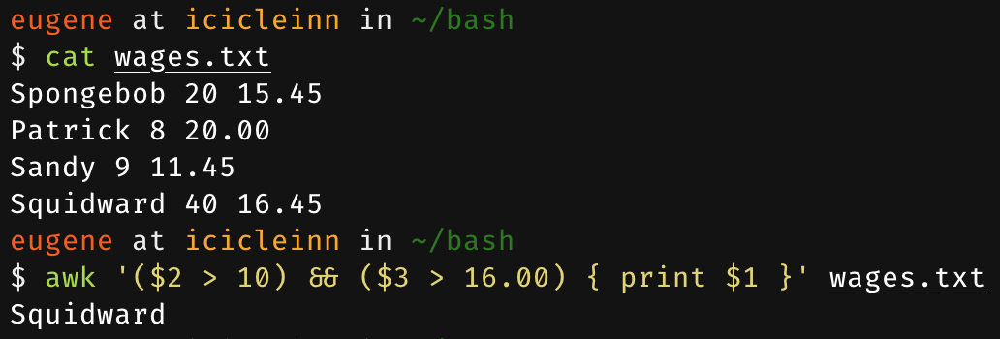 eugene at icicleinn in ~/bash
$ cat wages.txt
Spongebob 20 15.45
Patrick 8 20.00
Sandy 9 11.45
Squidward 40 16.45
eugene at icicleinn in ~/bash
$ awk '($2 > 10) && ($3 > 16.00) { print $1 }' wages.txt
Squidward